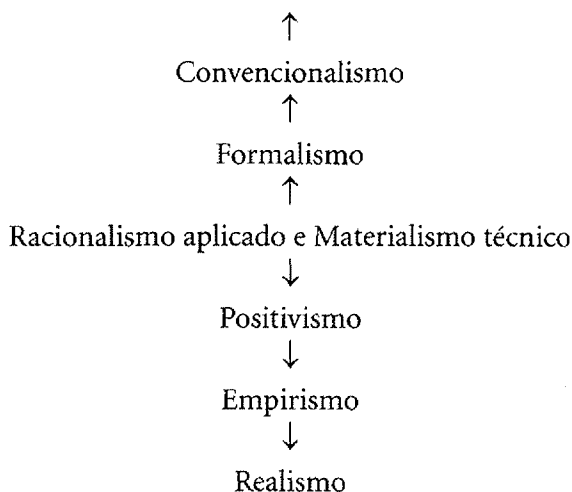 ↑
Convencionalismo
↑
Formalismo
↑
Racionalismo aplicado e Materialismo técnico
↓
Positivismo
↓
Empirismo
↓
Realismo